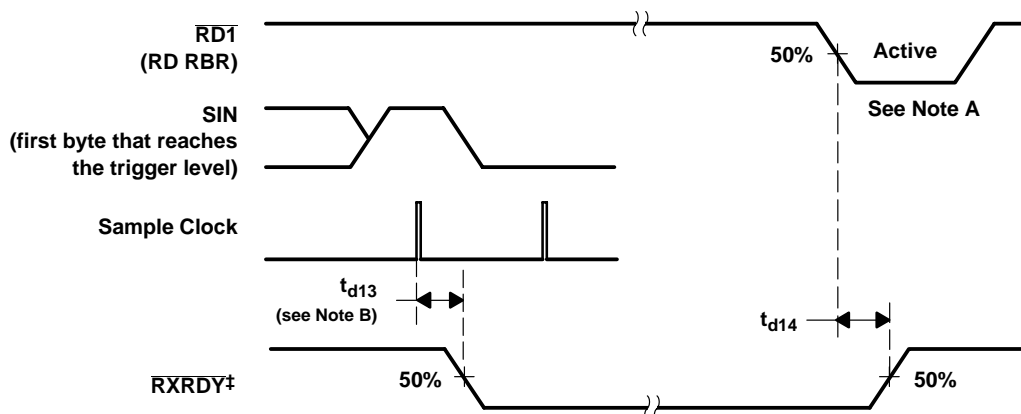 RD1
(RD RBR)
50%
Active
See Note A
SIN
(first byte that reaches
the trigger level)
Sample Clock
td13
(see Note B)
td14
RXRDY‡
50%
50%